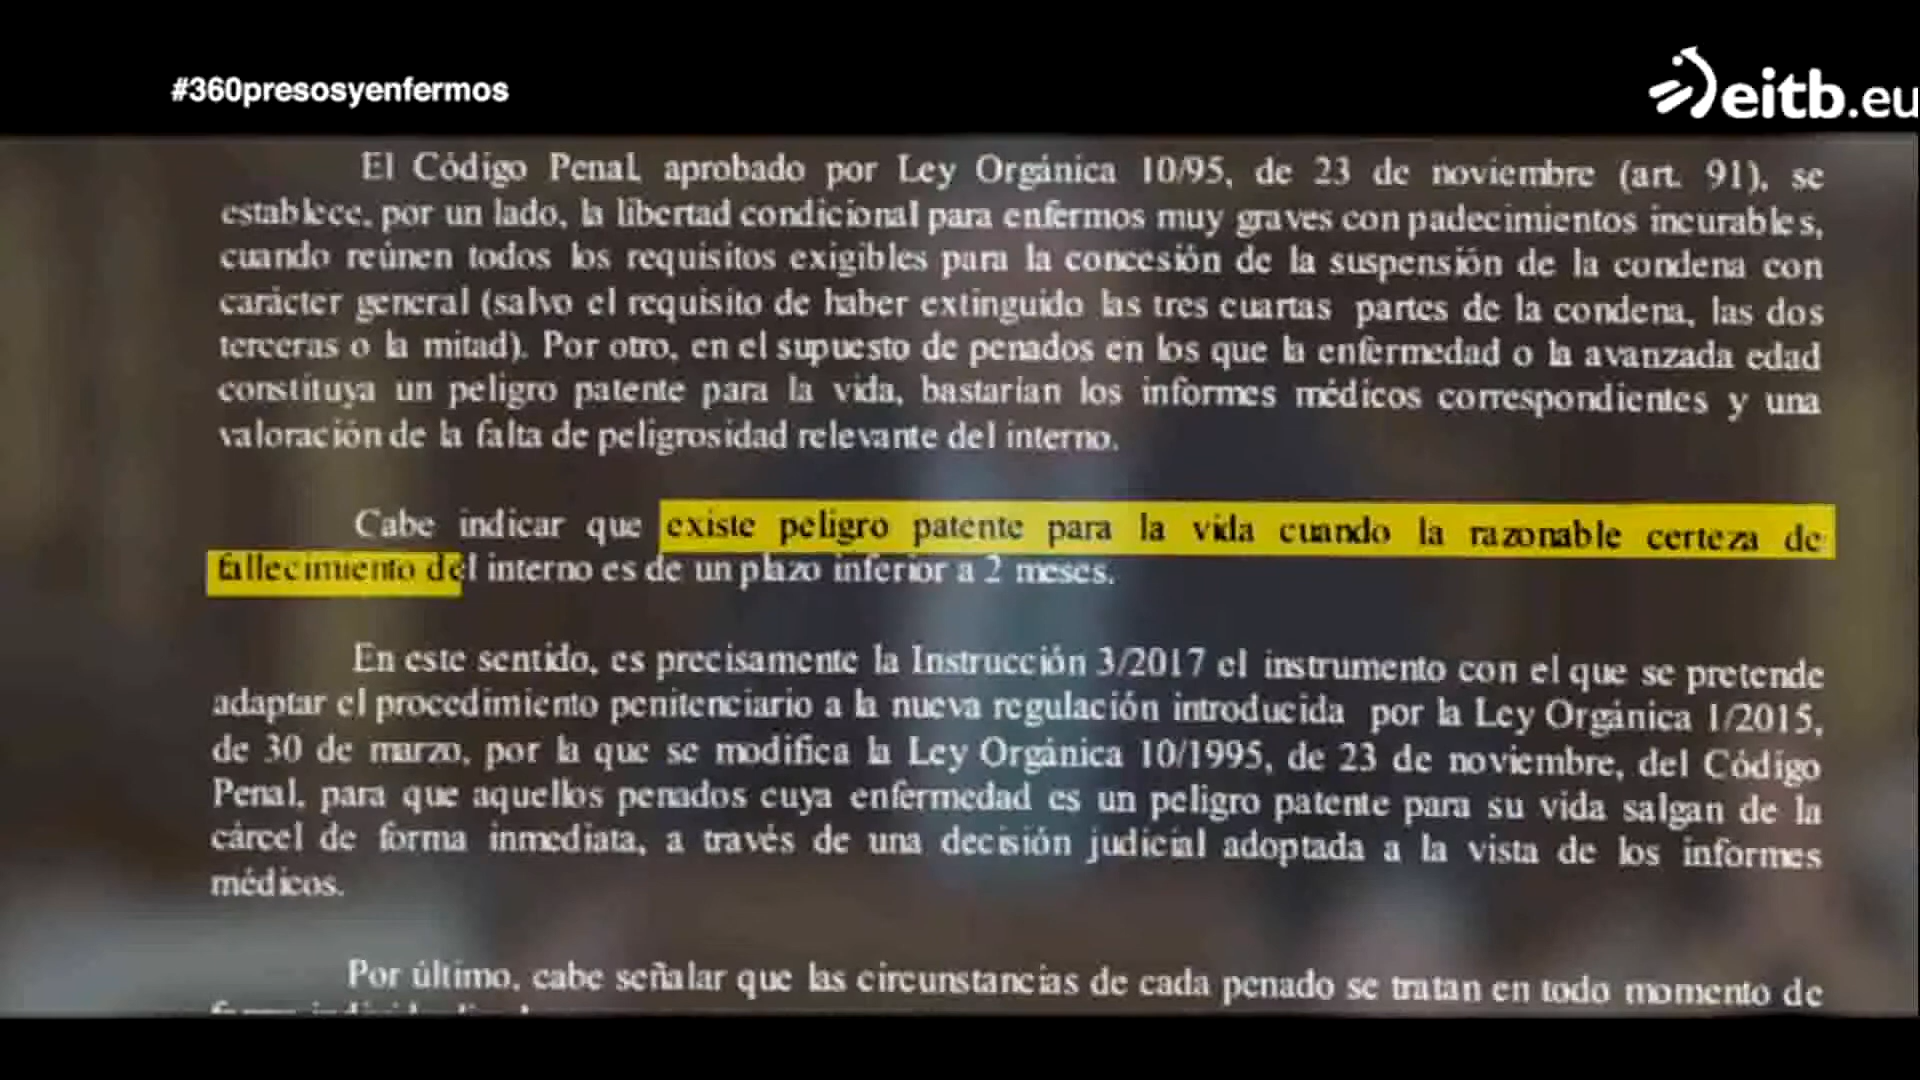 #360presosyenfermos
eitb.eu
El Código Penal, aprobado por Ley Orgánica 10/95, de 23 de noviembre (art. 91), se
establece, por un lado, la libertad condicional para enfermos muy graves con padecimientos incurables,
cuando reúnen todos los requisitos exigibles para la concesión de la suspensión de la condena con
carácter general (salvo el requisito de haber extinguido las tres cuartas partes de la condena, las dos
terceras o la mitad). Por otro, en el supuesto de penados en los que la enfermedad o la avanzada edad
constituya un peligro patente para la vida, bastarían los informes médicos correspondientes y una
valoración de la falta de peligrosidad relevante del interno.
Cabe indicar que existe peligro patente para la vida cuando la razonable certeza de
fallecimiento del interno es de un plazo inferior a 2 meses.
En este sentido, es precisamente la Instrucción 3/2017 el instrumento con el que se pretende
adaptar el procedimiento penitenciario a la nueva regulación introducida por la Ley Orgánica 1/2015,
de 30 de marzo, por la que se modifica la Ley Orgánica 10/1995, de 23 de noviembre, del Código
Penal, para que aquellos penados cuya enfermedad es un peligro patente para su vida salgan de la
cárcel de forma inmediata, a través de una decisión judicial adoptada a la vista de los informes
médicos.
Por último, cabe señalar que las circunstancias de cada penado se tratan en todo momento de